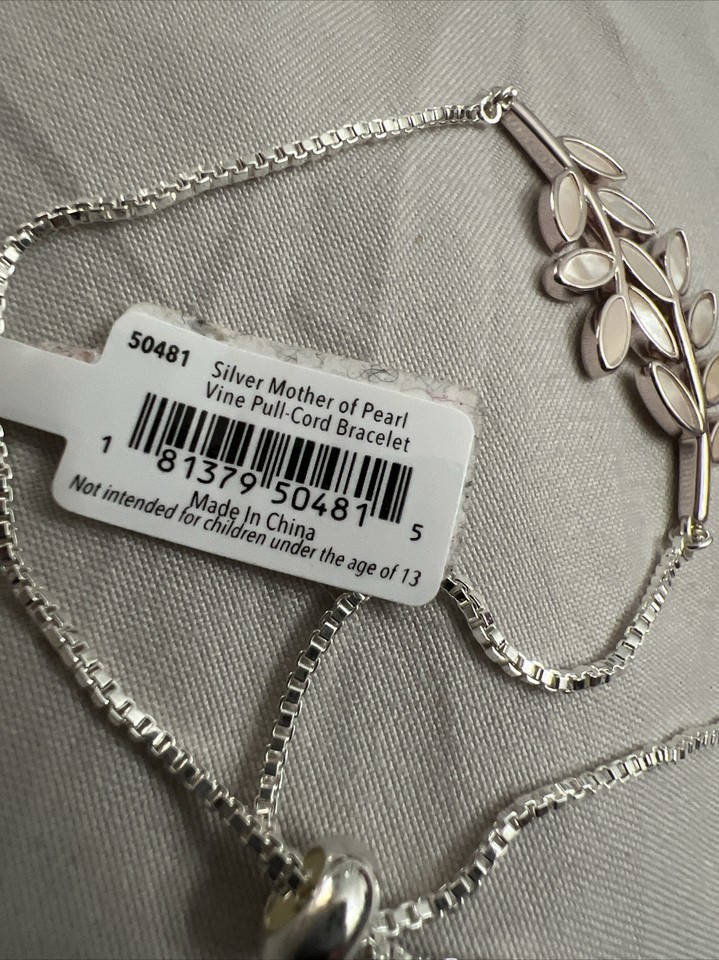 50481
Silver Mother of Pearl
Vine Pull-Cord Bracelet
1 81379 50481 5
Made In China
Not intended for children under the age of 13